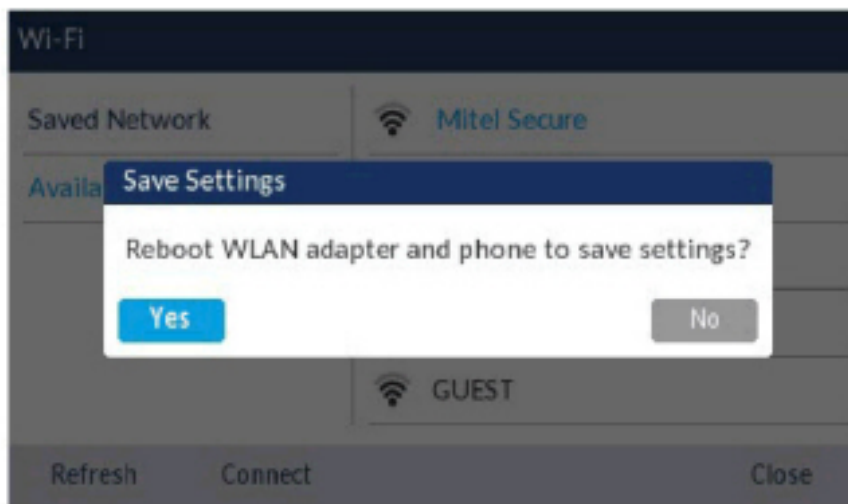 Wi-Fi
Saved Network
Mitel Secure
Availa
Save Settings
Reboot WLAN adapter and phone to save settings?
Yes
No
GUEST
Refresh
Connect
Close